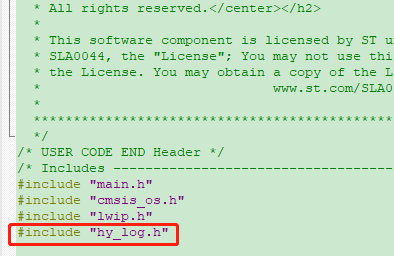 * All rights reserved.</center></h2>
*
* This software component is licensed by ST
* SLA0044, the "License"; You may not use
* the License. You may obtain a copy of the
* www.st.com/SLA0
*
**********************************************
*/
/* USER CODE END Header */
/* Includes -----------------------------------
#include "main.h"
#include "cmsis_os.h"
#include "lwip.h"
#include "hy_log.h"